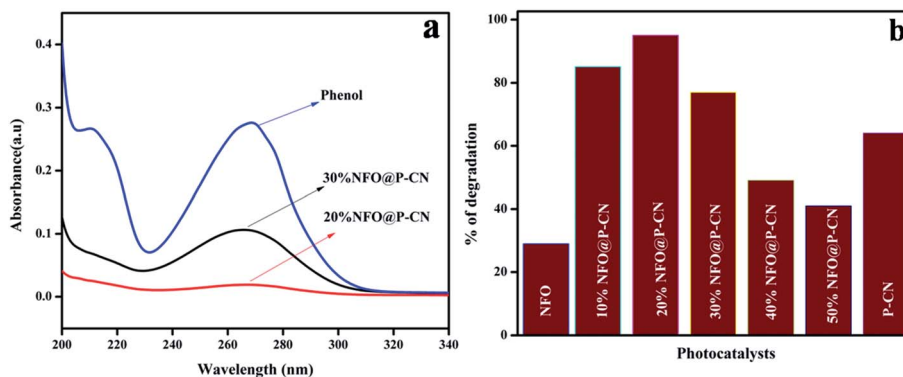 a
Absorbance(a.u)
0.4
0.3
0.2
0.1
0.0
Phenol
30%NFO@P-CN
20%NFO@P-CN
200
220
240
260
280
300
320
340
Wavelength (nm)
b
% of degradation
100
80
60
40
20
0
NFO
10% NFO@P-CN
20% NFO@P-CN
30% NFO@P-CN
40% NFO@P-CN
50% NFO@P-CN
P-CN
Photocatalysts